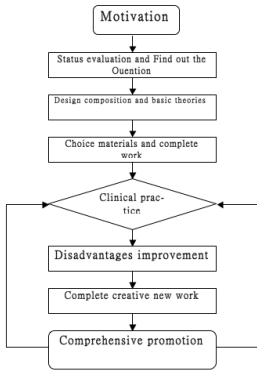 Motivation
Status evaluation and Find out the
Ouention
Design composition and basic theories
Choice materials and complete
work
Clinical prac-
tice
Disadvantages improvement
Complete creative new work
Comprehensive promotion